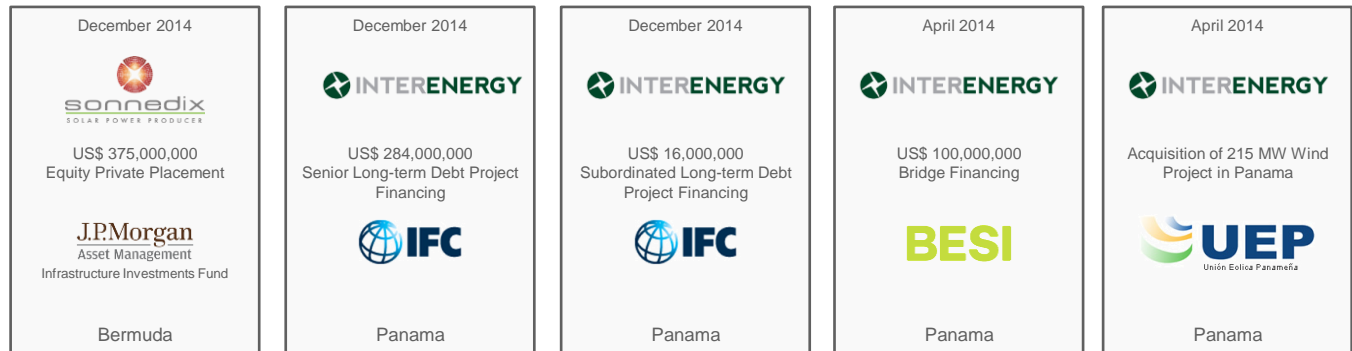 December 2014
sonnedix
SOLAR POWER PRODUCER
US$ 375,000,000
Equity Private Placement
J.P.Morgan
Asset Management
Infrastructure Investments Fund
Bermuda
December 2014
INTERENERGY
US$ 284,000,000
Senior Long-term Debt Project
Financing
IFC
Panama
December 2014
INTERENERGY
US$ 16,000,000
Subordinated Long-term Debt
Project Financing
IFC
Panama
April 2014
INTERENERGY
US$ 100,000,000
Bridge Financing
BESI
Panama
April 2014
INTERENERGY
Acquisition of 215 MW Wind
Project in Panama
UEP
Unión Eolica Panameña
Panama